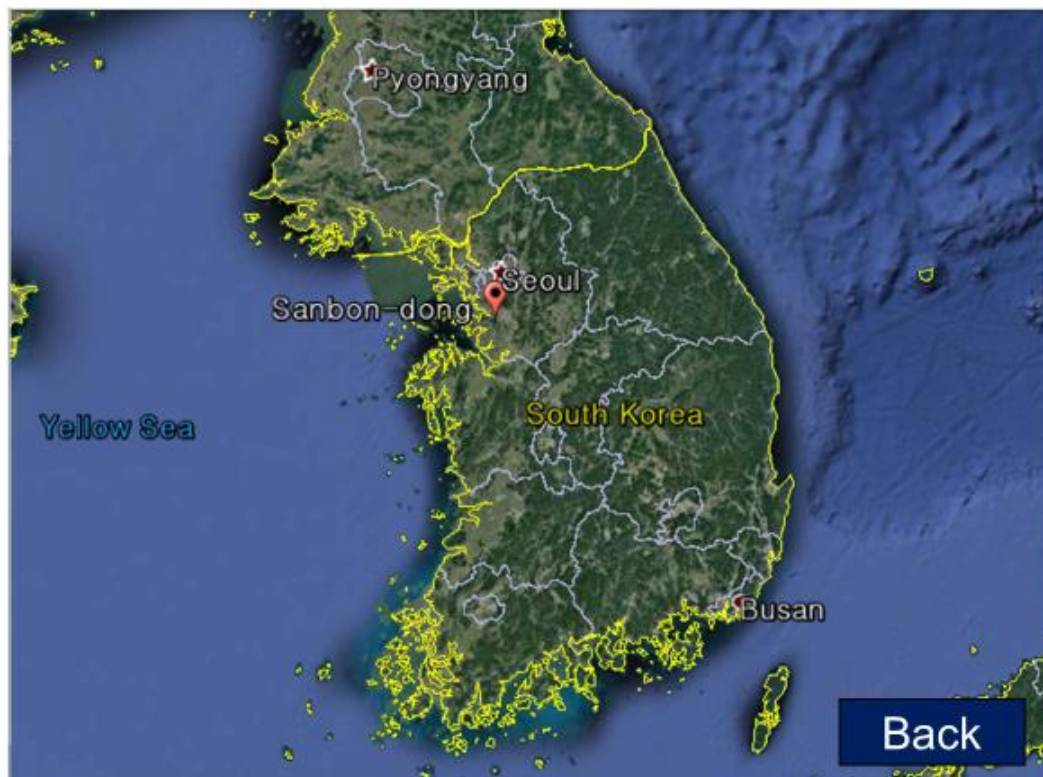 Pyongyang
Seoul
Sanbon-dong
South Korea
Yellow Sea
Busan
Back